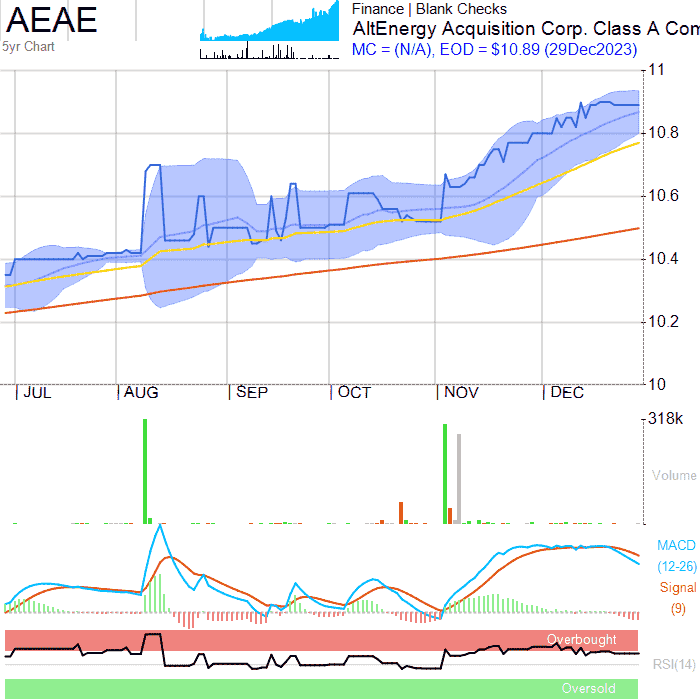 AEAE
5yr Chart
Finance | Blank Checks
AltEnergy Acquisition Corp. Class A Com
MC = (N/A), EOD = $10.89 (29Dec2023)
11
10.8
10.6
10.4
10.2
10
JUL AUG SEP OCT NOV DEC
318k
Volume
MACD
(12-26)
Signal
(9)
Overbought
RSI(14)
Oversold